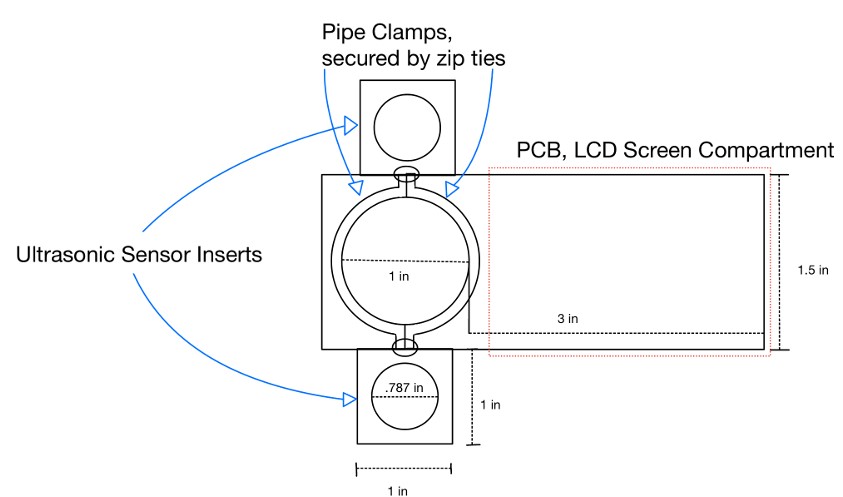 Pipe Clamps,
secured by zip ties
PCB, LCD Screen Compartment
Ultrasonic Sensor Inserts
1 in
1.5 in
3 in
.787 in
1 in
1 in